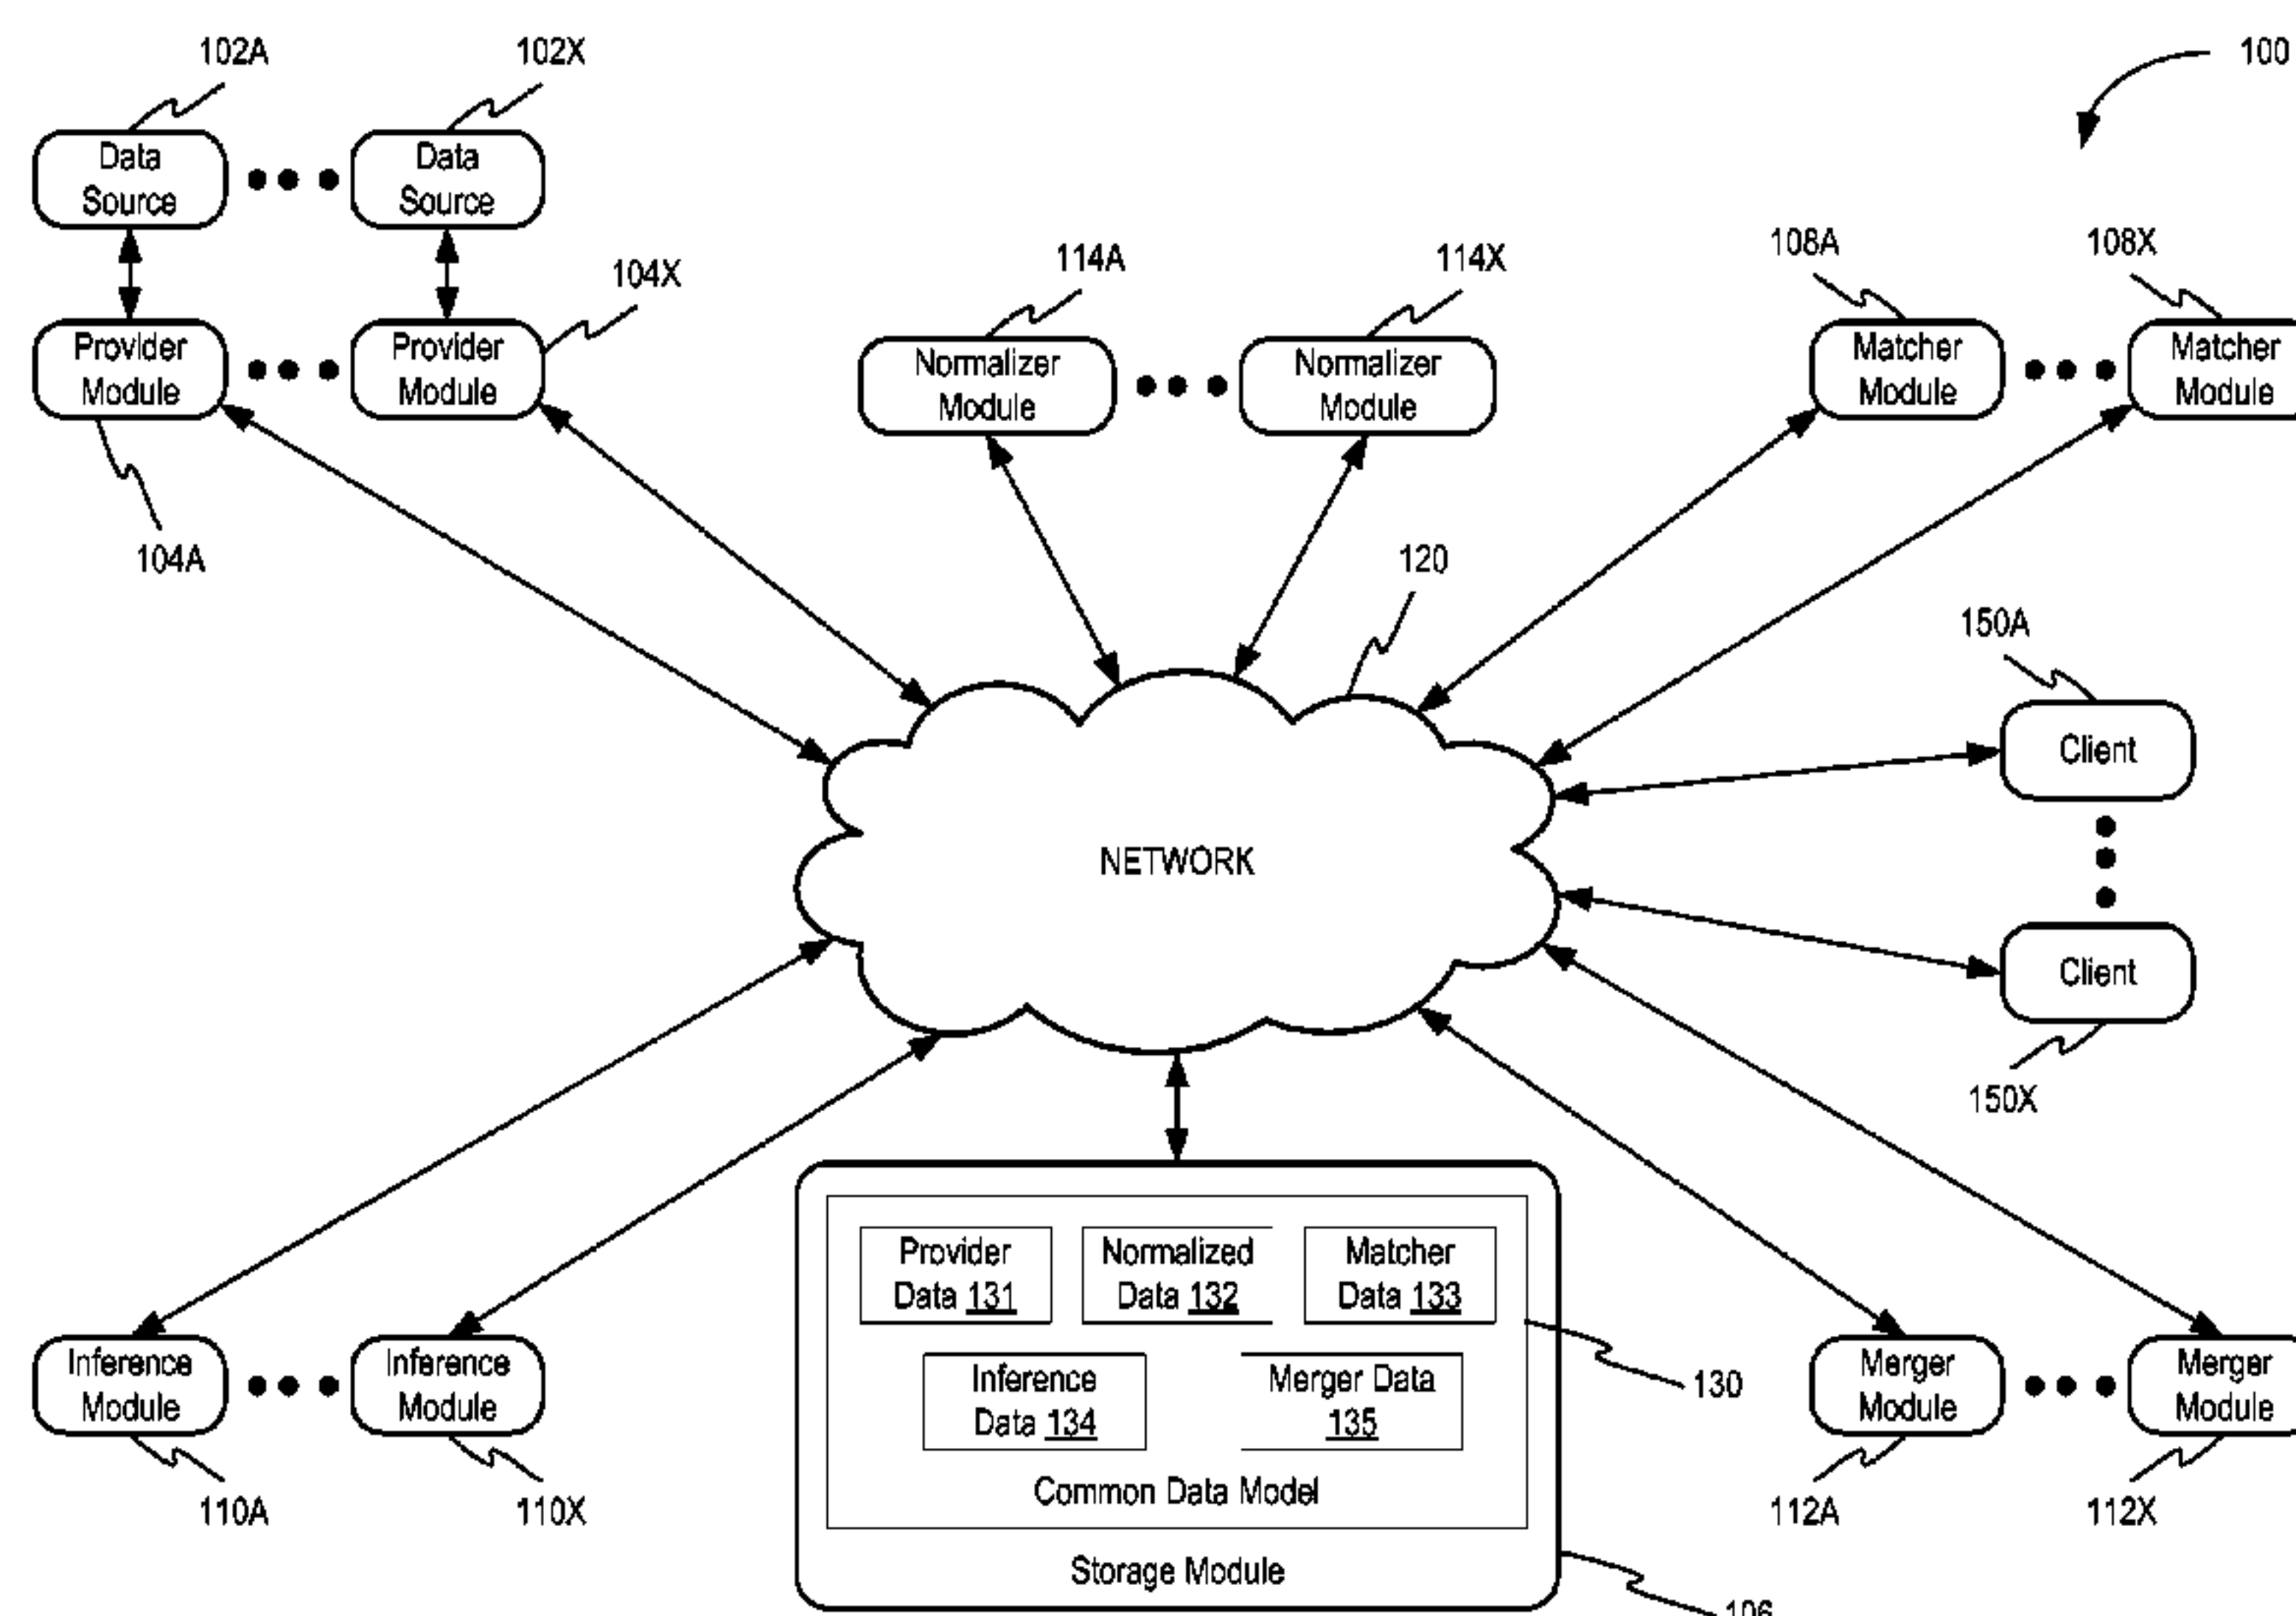 102A
102X
100
Data
Source
Data
Source
104X
114A
114X
108A
108X
Provider
Module
Provider
Module
Normalizer
Module
Normalizer
Module
Matcher
Module
Matcher
Module
104A
120
150A
Client
NETWORK
Client
150X
Provider
Data 131
Normalized
Data 132
Matcher
Data 133
Inference
Data 134
Merger Data
135
130
Common Data Model
Storage Module
106
Inference
Module
Inference
Module
Merger
Module
Merger
Module
110A
110X
112A
112X